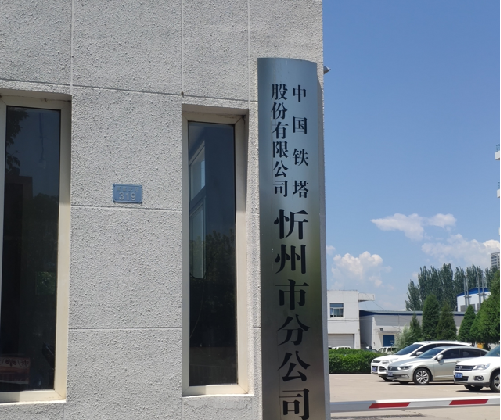 中国铁塔
股份有限公司
忻州市分公司